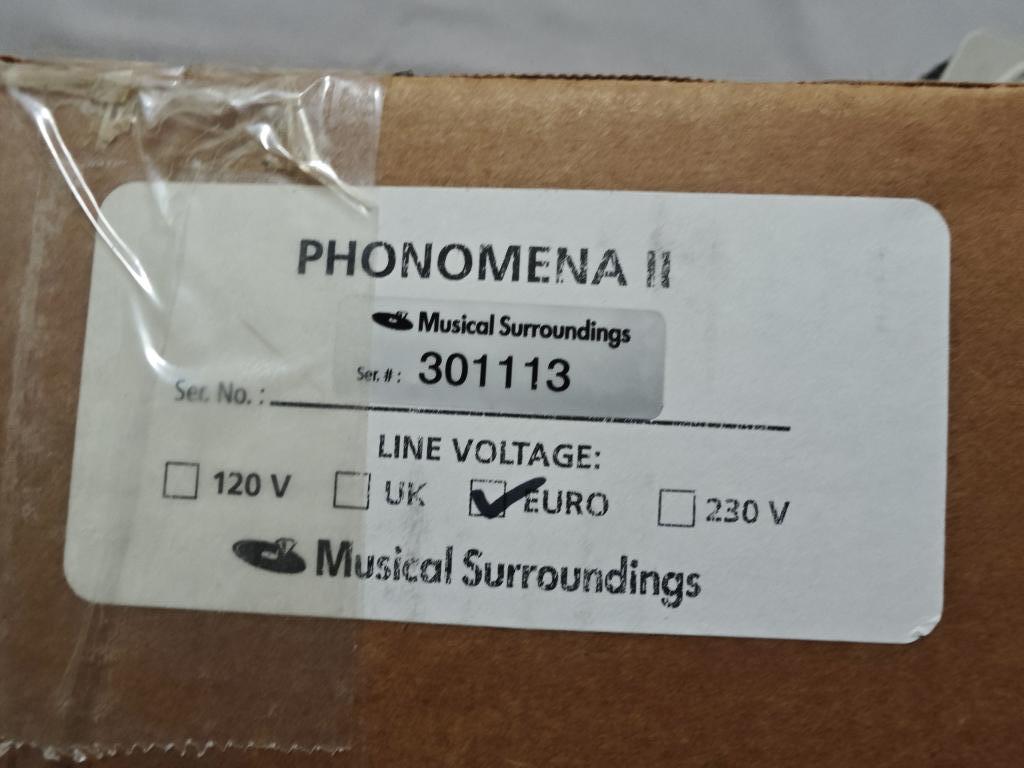 PHONOMENA II
Musical Surroundings
Ser. #: 301113
Ser. No.:
LINE VOLTAGE:
120 V UK EURO 230 V
Musical Surroundings